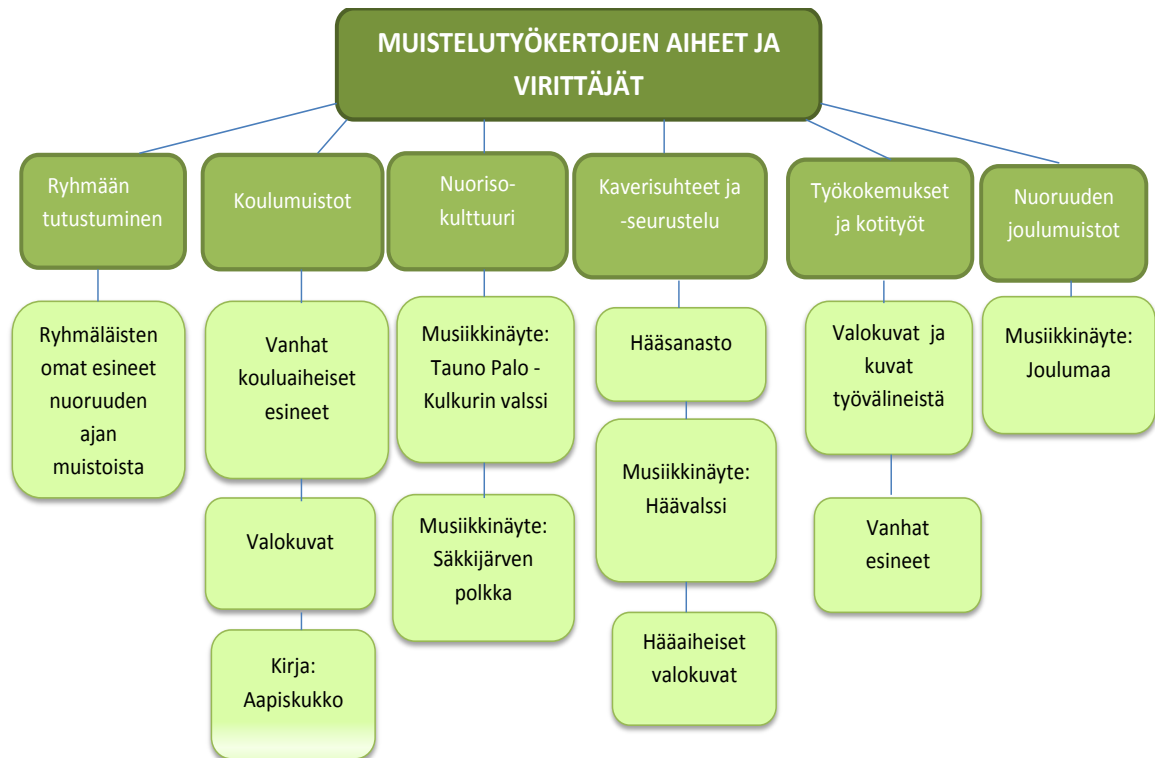 MUISTELUTYÖKERTOJEN AIHEET JA
VIRITTÄJÄT
Ryhmään
tutustuminen
Koulumuistot
Nuoriso-
kulttuuri
Kaverisuhteet ja
-seurustelu
Työkokemukset
ja kotityöt
Nuoruuden
joulumuistot
Ryhmäläisten
omat esineet
nuoruuden
ajan
muistoista
Vanhat
kouluaiheiset
esineet
Valokuvat
Kirja:
Aapiskukko
Musiikkinäyte:
Tauno Palo -
Kulkurin valssi
Musiikkinäyte:
Säkkijärven
polkka
Hääsanasto
Musiikkinäyte:
Häävalssi
Hääaiheiset
valokuvat
Valokuvat ja
kuvat
työvälineistä
Vanhat
esineet
Musiikkinäyte:
Joulumaa